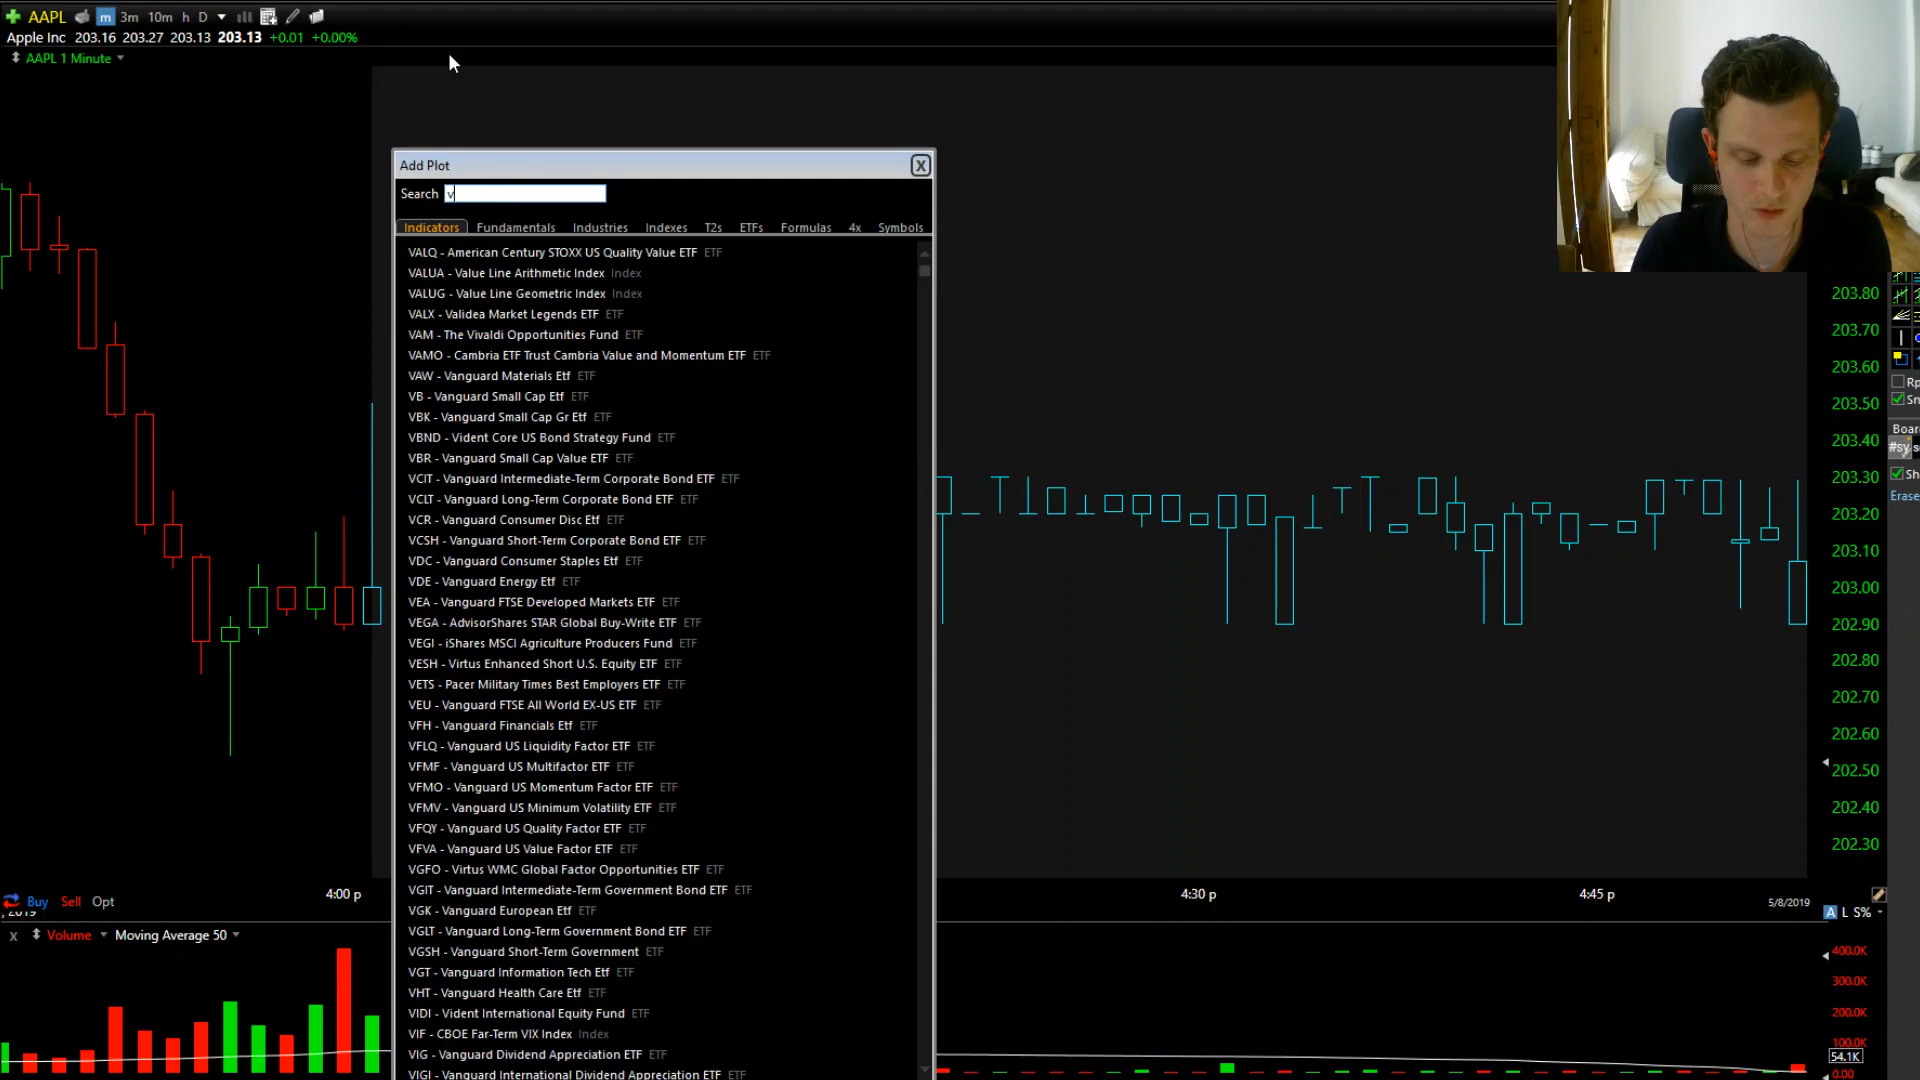 AAPL m 3m 10m h D
Apple Inc 203.16 203.27 203.13 203.13 +0.01 +0.00%
AAPL 1 Minute
Add Plot X
Search v
Indicators Fundamentals Industries Indexes T2s ETFs Formulas 4x Symbols
VALQ - American Century STOXX US Quality Value ETF ETF
VALUA - Value Line Arithmetic Index Index
VALUG - Value Line Geometric Index Index
VALX - Validea Market Legends ETF ETF
VAM - The Vivaldi Opportunities Fund ETF
VAMO - Cambria ETF Trust Cambria Value and Momentum ETF ETF
VAW - Vanguard Materials Etf ETF
VB - Vanguard Small Cap Etf ETF
VBK - Vanguard Small Cap Gr Etf ETF
VBND - Vident Core US Bond Strategy Fund ETF
VBR - Vanguard Small Cap Value ETF ETF
VCIT - Vanguard Intermediate-Term Corporate Bond ETF ETF
VCLT - Vanguard Long-Term Corporate Bond ETF ETF
VCR - Vanguard Consumer Disc Etf ETF
VCSH - Vanguard Short-Term Corporate Bond ETF ETF
VDC - Vanguard Consumer Staples Etf ETF
VDE - Vanguard Energy Etf ETF
VEA - Vanguard FTSE Developed Markets ETF ETF
VEGA - AdvisorShares STAR Global Buy-Write ETF ETF
VEGI - iShares MSCI Agriculture Producers Fund ETF
VESH - Virtus Enhanced Short U.S. Equity ETF ETF
VETS - Pacer Military Times Best Employers ETF ETF
VEU - Vanguard FTSE All World EX-US ETF ETF
VFH - Vanguard Financials Etf ETF
VFLQ - Vanguard US Liquidity Factor ETF ETF
VFMF - Vanguard US Multifactor ETF ETF
VFMO - Vanguard US Momentum Factor ETF ETF
VFMV - Vanguard US Minimum Volatility ETF ETF
VFQY - Vanguard US Quality Factor ETF ETF
VFVA - Vanguard US Value Factor ETF ETF
VGFO - Virtus WMC Global Factor Opportunities ETF ETF
VGIT - Vanguard Intermediate-Term Government Bond ETF ETF
VGK - Vanguard European Etf ETF
VGLT - Vanguard Long-Term Government Bond ETF ETF
VGSH - Vanguard Short-Term Government ETF
VGT - Vanguard Information Tech Etf ETF
VHT - Vanguard Health Care Etf ETF
VIDI - Vident International Equity Fund ETF
VIF - CBOE Far-Term VIX Index Index
VIG - Vanguard Dividend Appreciation ETF ETF
VIGI - Vanguard International Dividend Appreciation ETF ETF
203.80
203.70
203.60
203.50
203.40
203.30
203.20
203.10
203.00
202.90
202.80
202.70
202.60
202.50
202.40
202.30
Rp
Sn
Boar
#sy s
Sh
Erase
4:00 p 4:30 p 4:45 p
Buy Sell Opt
5/8/2019
A L S%
, 2019
x Volume Moving Average 50
400.0K
300.0K
200.0K
100.0K
54.1K
0.00